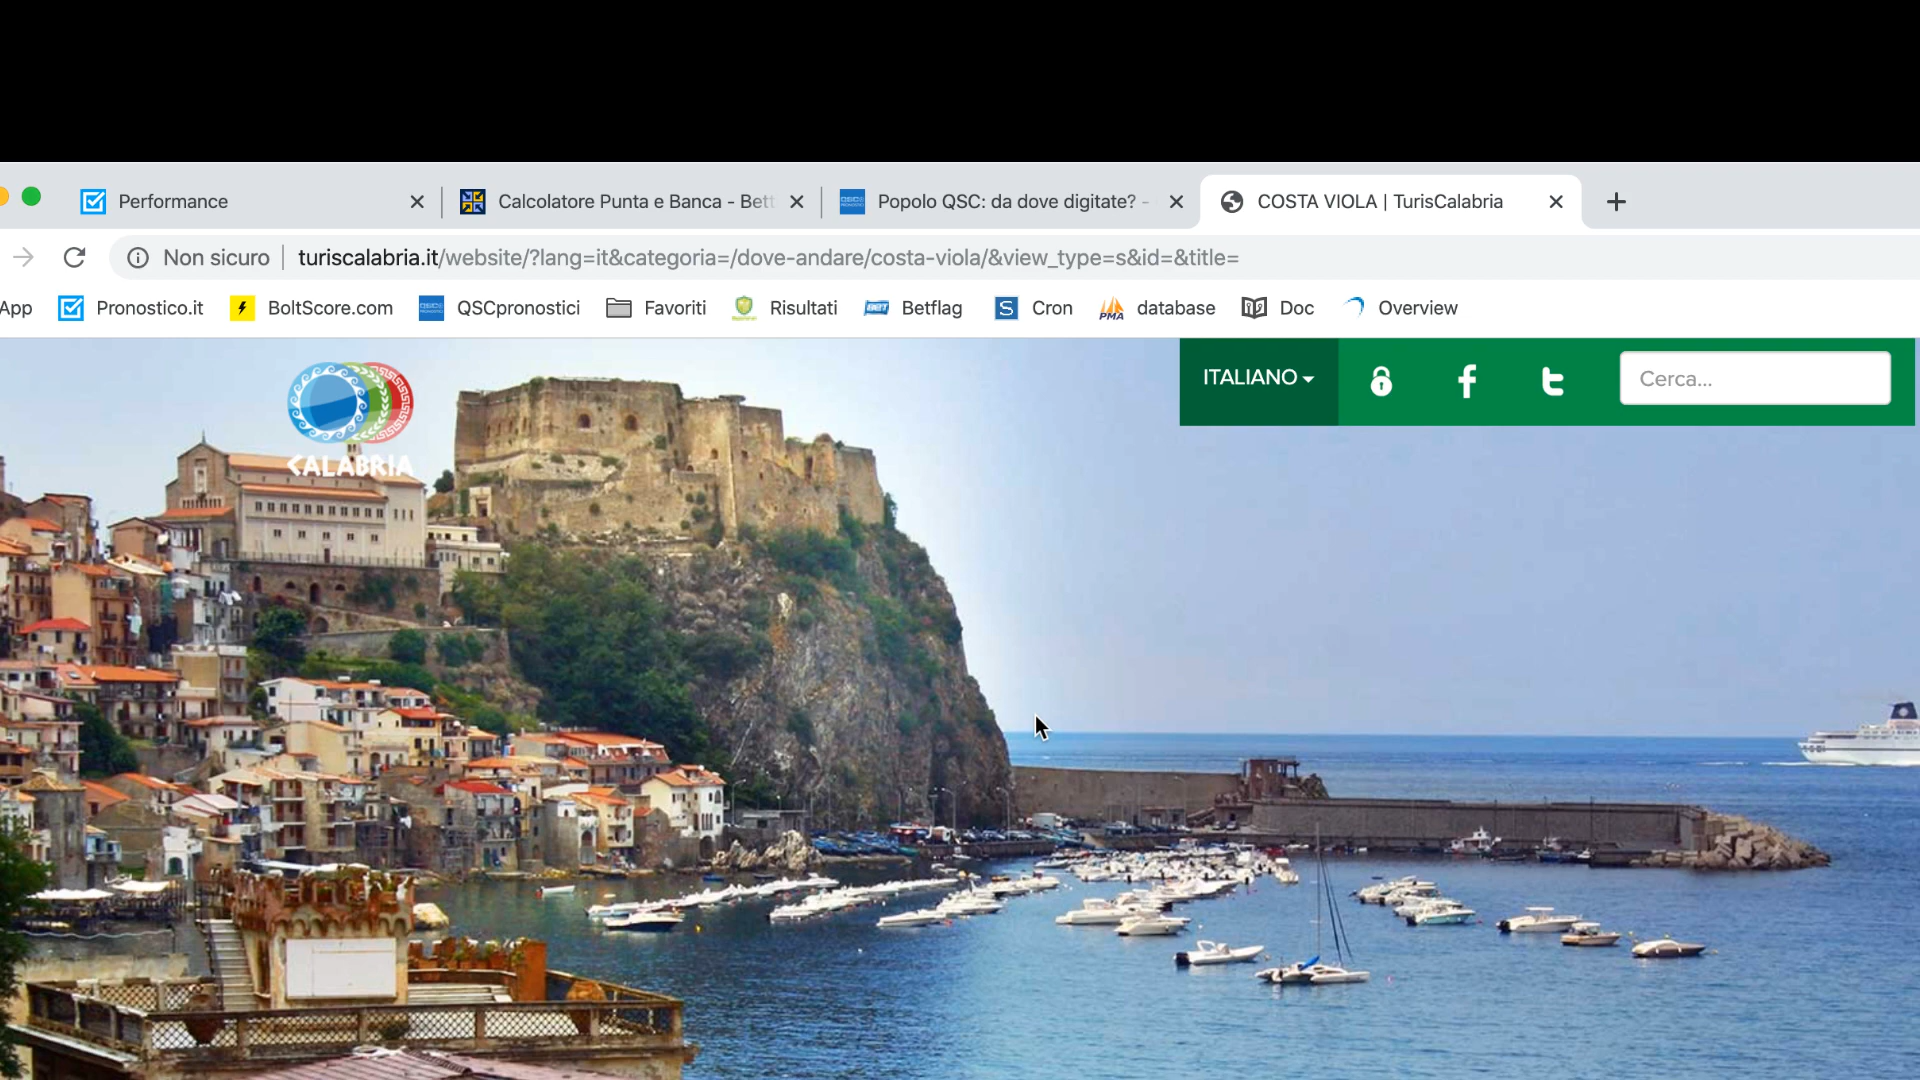 Performance
Calcolatore Punta e Banca - Bett
Popolo QSC: da dove digitate? -
COSTA VIOLA | TurisCalabria
Non sicuro
turiscalabria.it/website/?lang=it&categoria=/dove-andare/costa-viola/&view_type=s&id=&title=
App
Pronostico.it
BoltScore.com
QSCpronostici
Favoriti
Risultati
BET
Betflag
S
Cron
PMA
database
Doc
Overview
CALABRIA
ITALIANO
Cerca...